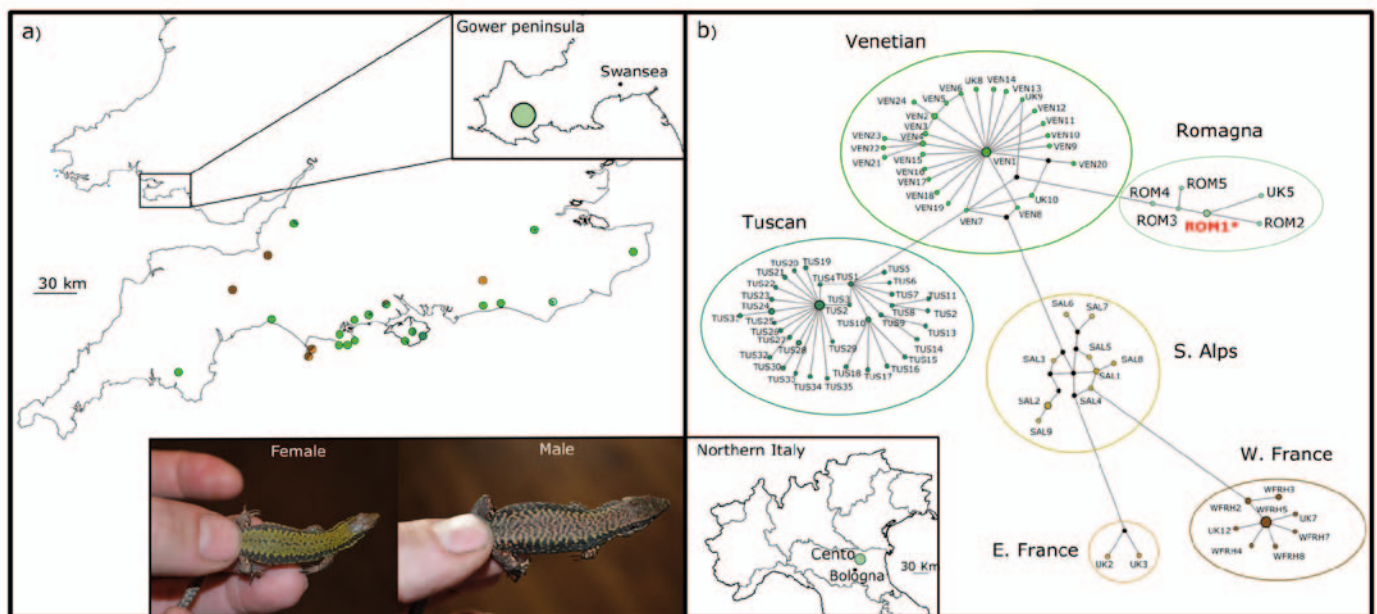 a)
Gower peninsula
Swansea
30 km
Female
Male
b)
Venetian
VEN24
VEN6
VEN5
UK8
VEN14
VEN13
UK9
VEN12
VEN2
VEN11
VEN3
VEN10
VEN23
VEN4
VEN9
VEN22
VEN1
VEN20
VEN21
VEN15
VEN16
VEN17
VEN18
VEN19
UK10
VEN7
VEN8
Romagna
ROM4
ROM5
UK5
ROM3
ROM1*
ROM2
Tuscan
TUS20
TUS19
TUS21
TUS4
TUS1
TUS5
TUS22
TUS6
TUS23
TUS3
TUS7
TUS11
TUS24
TUS2
TUS8
TUS2
TUS25
TUS10
TUS9
TUS13
TUS26
TUS27
TUS28
TUS29
TUS14
TUS32
TUS15
TUS30
TUS18
TUS17
TUS16
TUS33
TUS34
TUS35
S. Alps
SAL6
SAL7
SAL3
SAL5
SAL8
SAL1
SAL2
SAL4
SAL9
W. France
WFRH3
WFRH2
WFRH5
UK7
UK12
WFRH7
WFRH4
WFRH8
E. France
UK2
UK3
Northern Italy
Cento
30 Km
Bologna